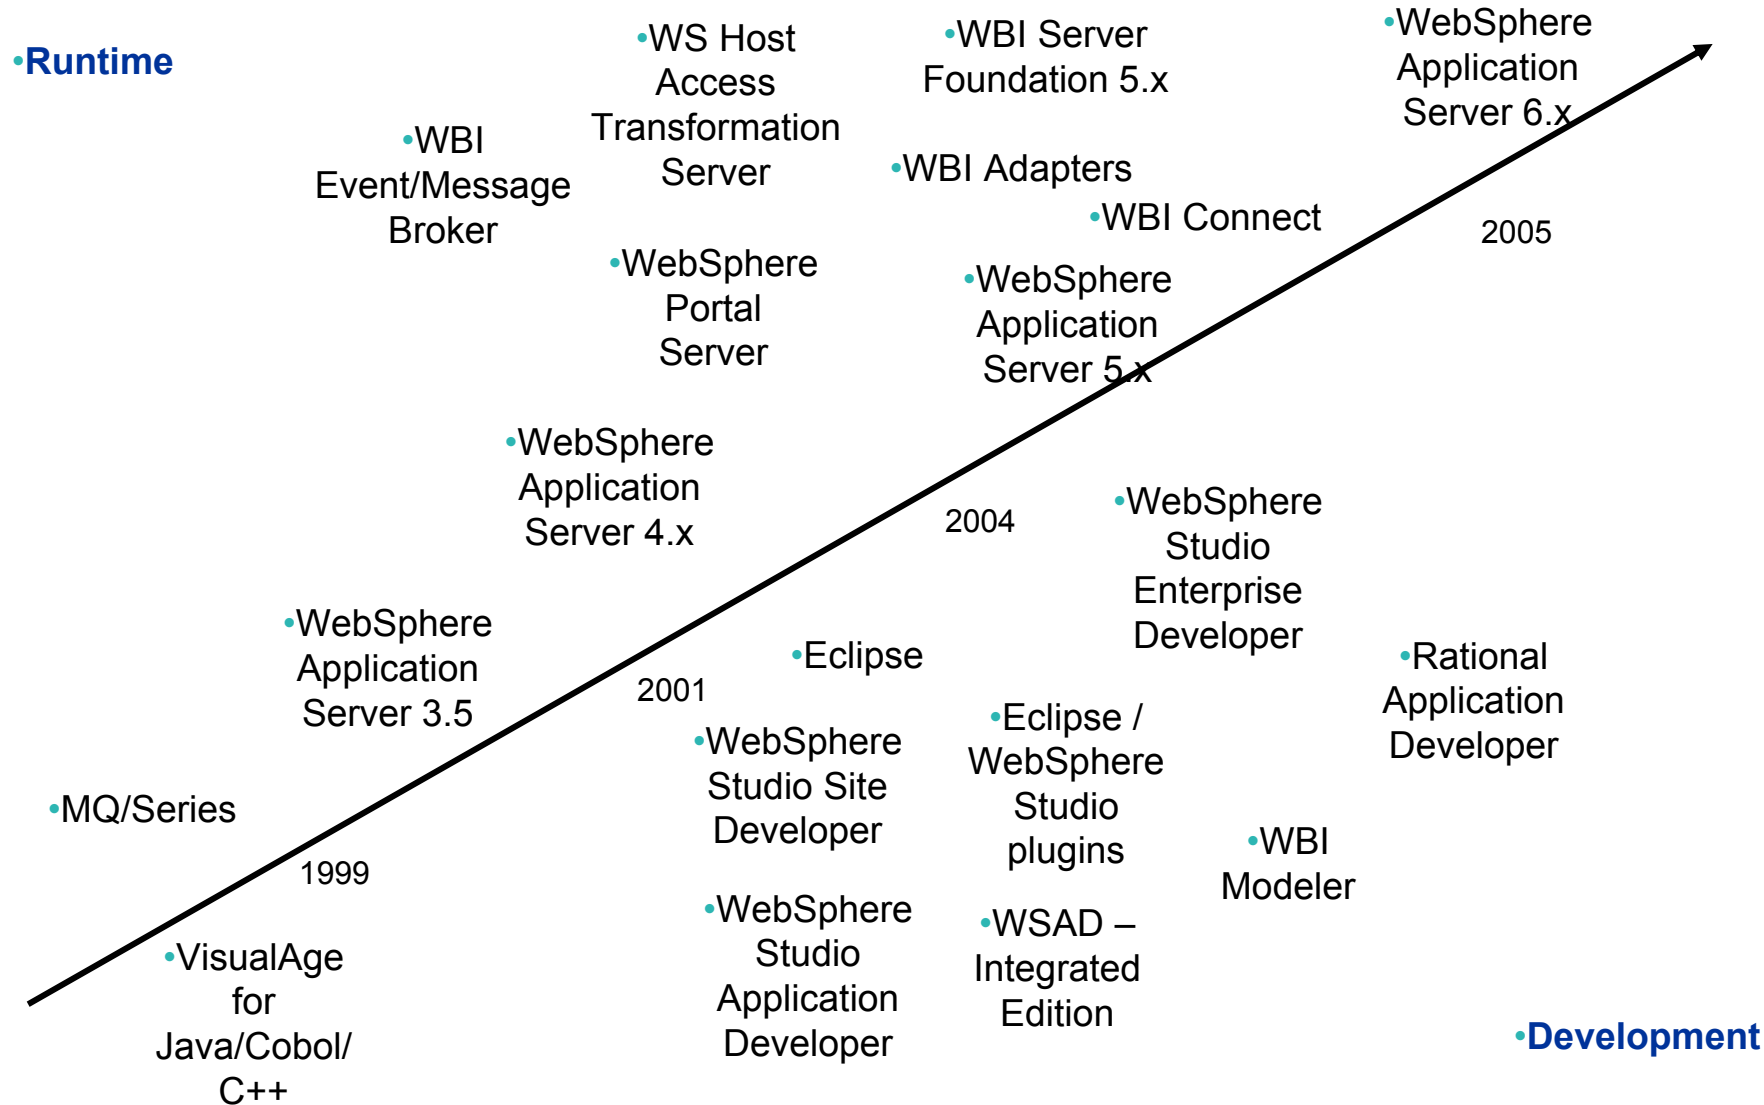 •Runtime
•WS Host
Access
Transformation
Server
•WBI Server
Foundation 5.x
•WebSphere
Application
Server 6.x
•WBI
Event/Message
Broker
•WBI Adapters
•WBI Connect
2005
•WebSphere
Portal
Server
•WebSphere
Application
Server 5.x
•WebSphere
Application
Server 4.x
2004
•WebSphere
Studio
Enterprise
Developer
•WebSphere
Application
Server 3.5
2001
•Eclipse
•Rational
Application
Developer
•WebSphere
Studio Site
Developer
•Eclipse /
WebSphere
Studio
plugins
•MQ/Series
1999
•WBI
Modeler
•VisualAge
for
Java/Cobol/
C++
•WebSphere
Studio
Application
Developer
•WSAD –
Integrated
Edition
•Development